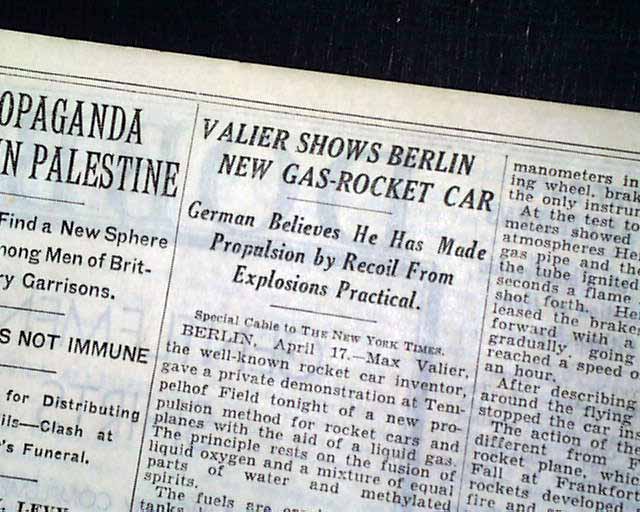 OPAGANDA
N PALESTINE
Find a New Sphere
mong Men of Brit-
ry Garrisons.
S NOT IMMUNE
for Distributing
ils—Clash at
's Funeral.
LEVY
VALIER SHOWS BERLIN
NEW GAS-ROCKET CAR
German Believes He Has Made
Propulsion by Recoil From
Explosions Practical.
Special Cable to THE NEW YORK TIMES.
BERLIN, April 17.—Max Valier,
the well-known rocket car inventor,
gave a private demonstration at Tem-
pelhof Field tonight of a new pro-
pulsion method for rocket cars and
planes with the aid of a liquid gas.
The principle rests on the fusion of
liquid oxygen and a mixture of equal
parts of water and methylated
spirits.
The fuels are
tanks
manometers in
ing wheel, brak
the only instru
At the test to
meters showed
atmospheres He
gas pipe and th
the tube ignited
seconds a flame
shot forth. He
leased the brake
forward with a
gradually, going
reached a speed o
an hour.
After describing
around the flying
stopped the car in
The action of the
different from
rocket plane, whic
Fall at Frankfort
rockets developed
fire and